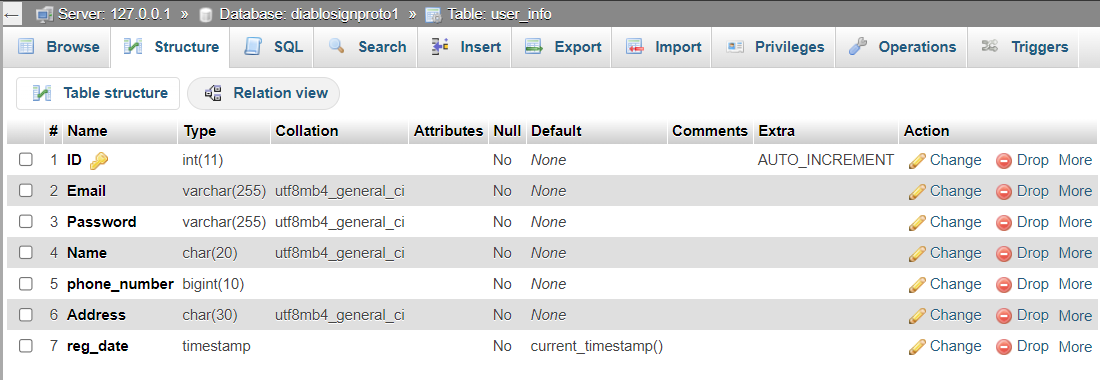 ← Server: 127.0.0.1 » Database: diablosignproto1 » Table: user_info
Browse Structure SQL Search Insert Export Import Privileges Operations Triggers
Table structure Relation view
# Name Type Collation Attributes Null Default Comments Extra Action
1 ID int(11) No None AUTO_INCREMENT Change Drop More
2 Email varchar(255) utf8mb4_general_ci No None Change Drop More
3 Password varchar(255) utf8mb4_general_ci No None Change Drop More
4 Name char(20) utf8mb4_general_ci No None Change Drop More
5 phone_number bigint(10) No None Change Drop More
6 Address char(30) utf8mb4_general_ci No None Change Drop More
7 reg_date timestamp No current_timestamp() Change Drop More